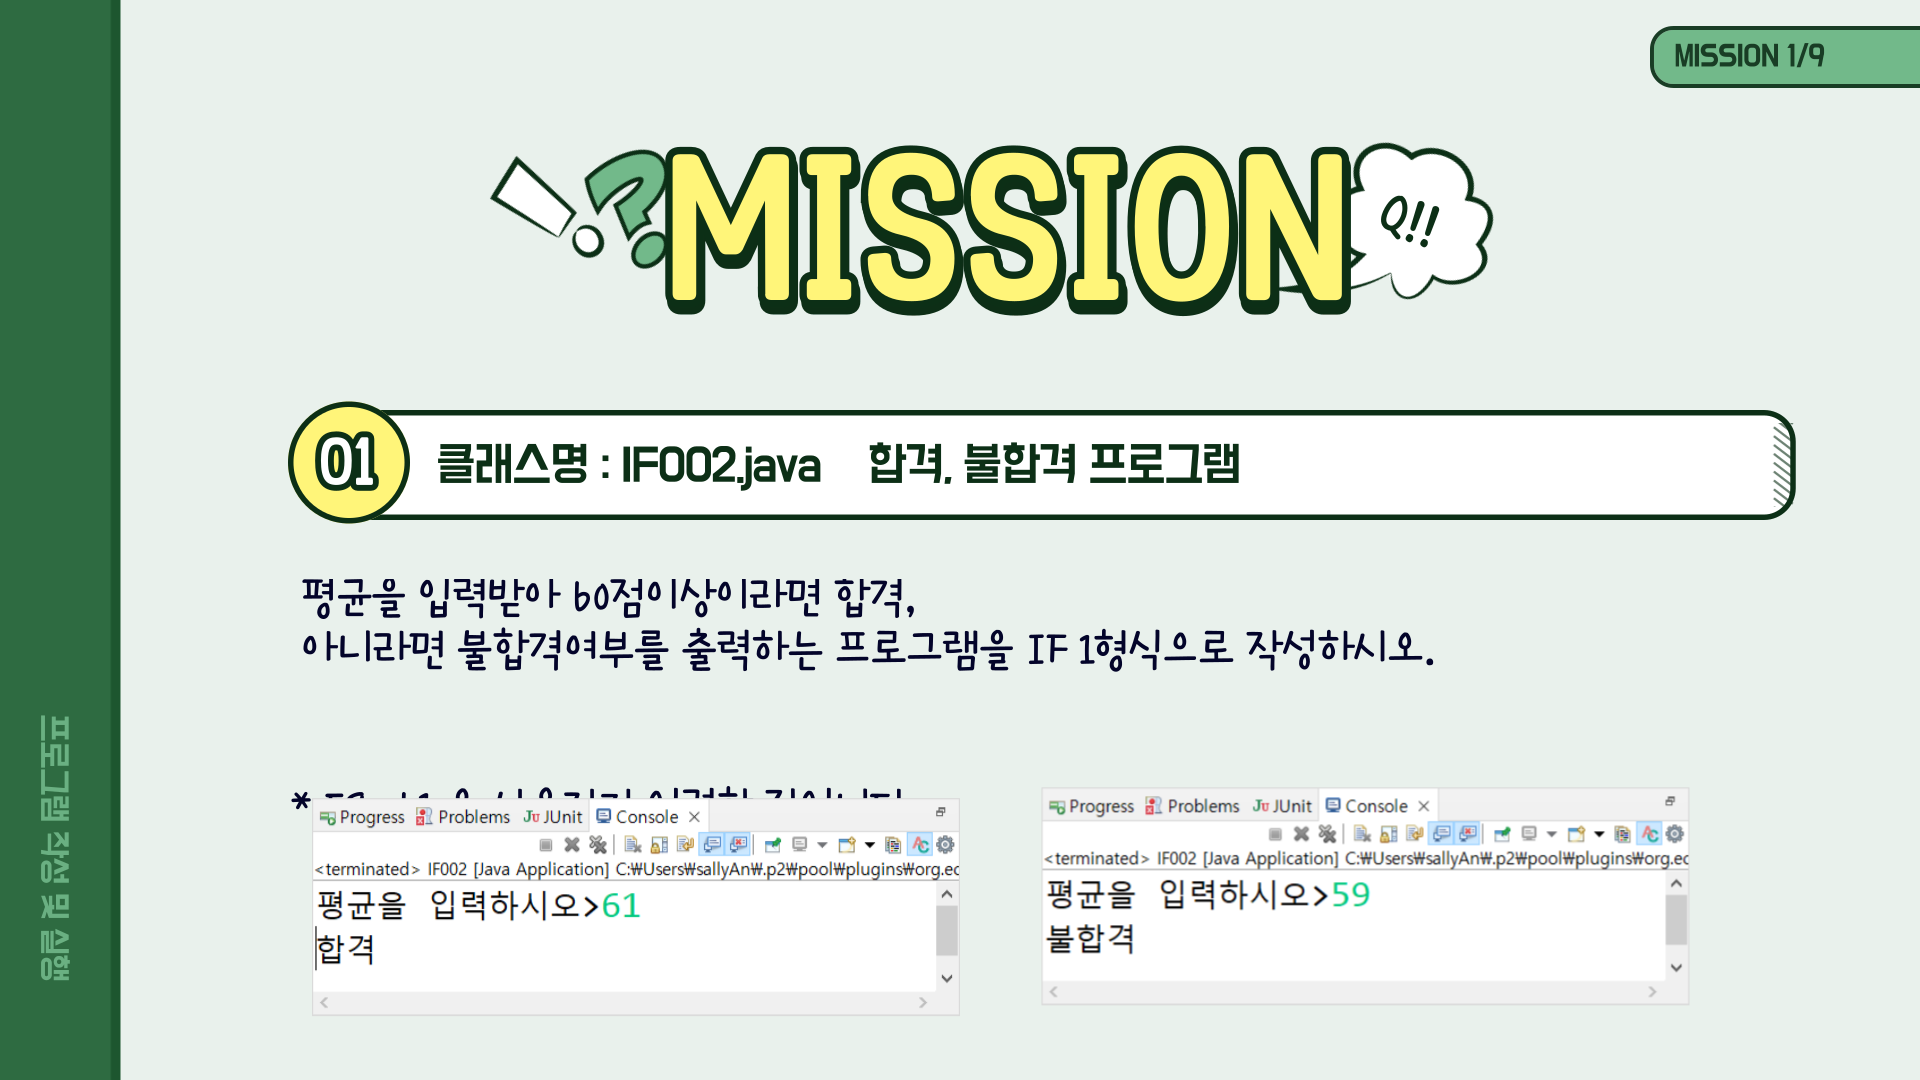 MISSION 1/9
MISSION
Q!!
01
클래스명 : IF002.java 합격, 불합격 프로그램
평균을 입력받아 60점이상이라면 합격,
아니라면 불합격여부를 출력하는 프로그램을 IF 1형식으로 작성하시오.
*
Progress Problems JUnit Console
<terminated> IF002 [Java Application] C:₩Users₩sallyAn₩.p2₩pool₩plugins₩org.ec
평균을 입력하시오>61
합격
Progress Problems JUnit Console
<terminated> IF002 [Java Application] C:₩Users₩sallyAn₩.p2₩pool₩plugins₩org.ec
평균을 입력하시오>59
불합격
프로그램 작성 및 실행